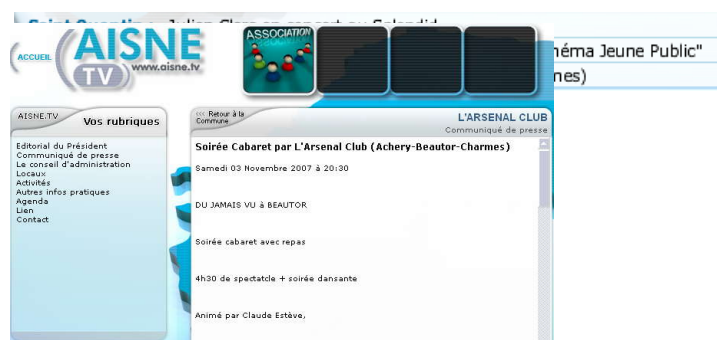 Julien Clerc en concert au Splendid
néma Jeune Public"
mes)
ACCUEIL
AISNE
TV
www.aisne.tv
ASSOCIATION
AISNE.TV
Vos rubriques
Editorial du Président
Communiqué de presse
Le conseil d'administration
Locaux
Activités
Autres infos pratiques
Agenda
Lien
Contact
<<< Retour à la
Commune
L'ARSENAL CLUB
Communiqué de presse
Soirée Cabaret par L'Arsenal Club (Achery-Beautor-Charmes)
Samedi 03 Novembre 2007 à 20:30
DU JAMAIS VU à BEAUTOR
Soirée cabaret avec repas
4h30 de spectatcle + soirée dansante
Animé par Claude Estève,